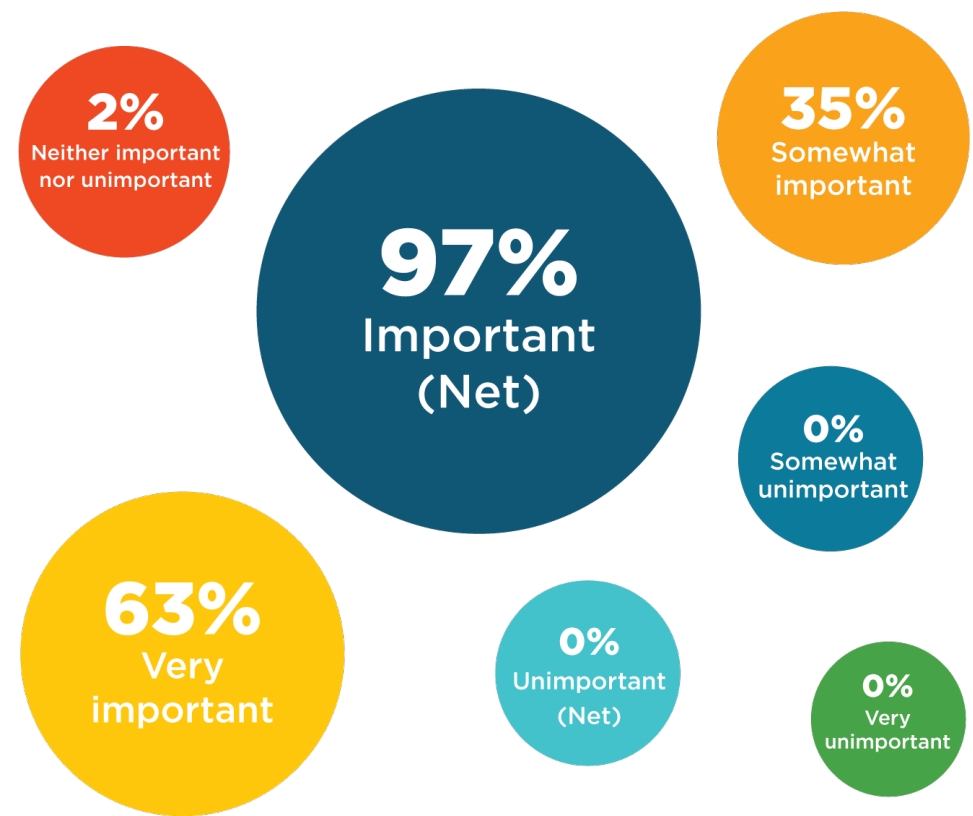 2%
Neither important
nor unimportant
35%
Somewhat
important
97%
Important
(Net)
0%
Somewhat
unimportant
63%
Very
important
0%
Unimportant
(Net)
0%
Very
unimportant